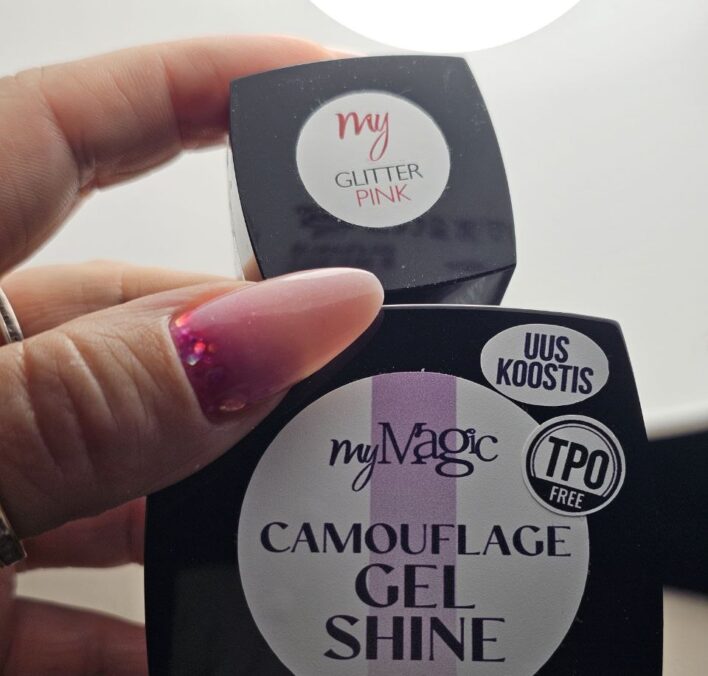 my
GLITTER
PINK
UUS
KOOSTIS
myMagic
TPO
FREE
CAMOUFLAGE
GEL
SHINE